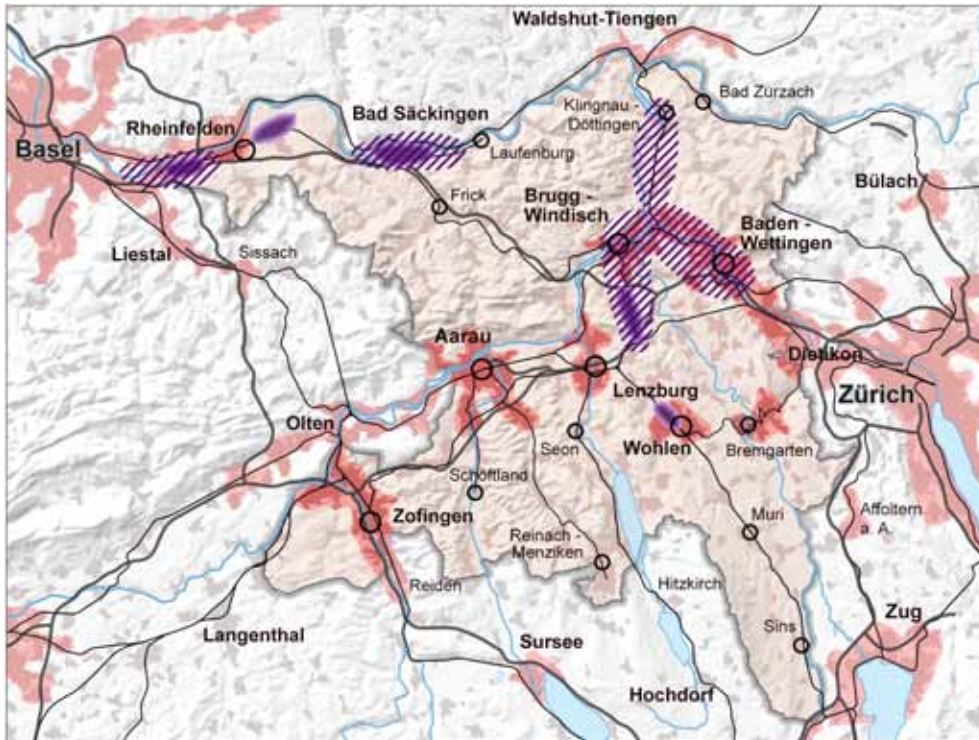 Waldshut-Tiengen
Bad Zurzach
Klingnau -
Döttingen
Bad Säckingen
Rheinfelden
Basel
Laufenburg
Bülach
Frick
Brugg -
Windisch
Baden -
Wettingen
Liestal
Sissach
Aarau
Dietikon
Zürich
Lenzburg
Olten
Wohlen
Bremgarten
Seon
Schöftland
Zofingen
Muri
Affoltern
a. A.
Reinach -
Menziken
Reiden
Hitzkirch
Langenthal
Sins
Zug
Sursee
Hochdorf